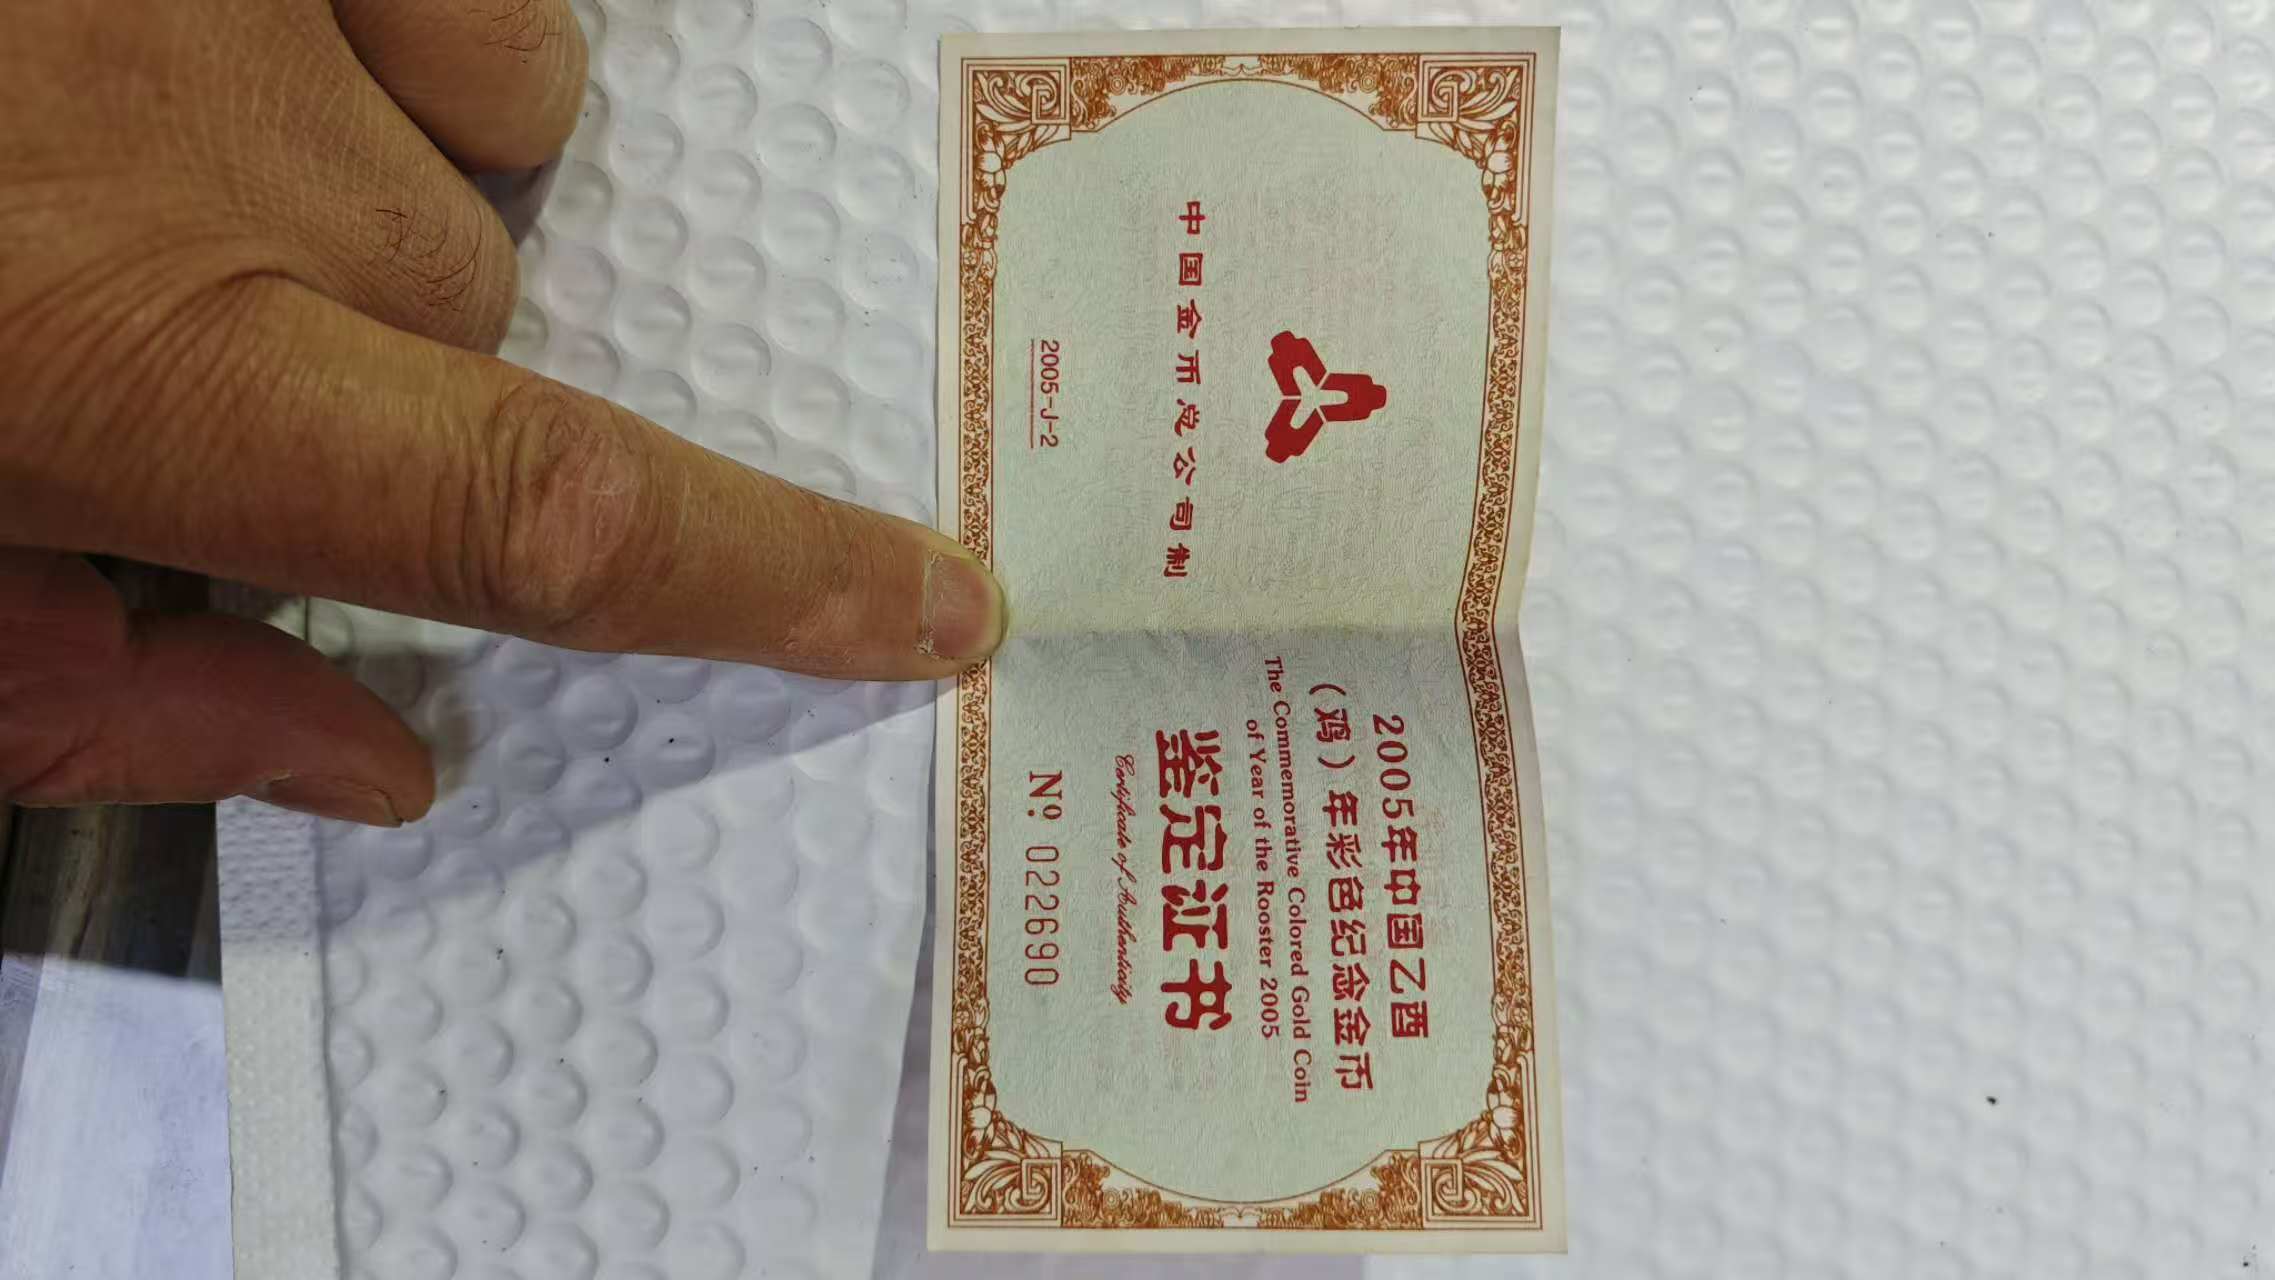 中国金币总公司制
2005-J-2
2005年中国乙酉
（鸡）年彩色纪念金币
The Commemorative Colored Gold Coin
of Year of the Rooster 2005
鉴定证书
Certificate of Authenticity
Nº 022690